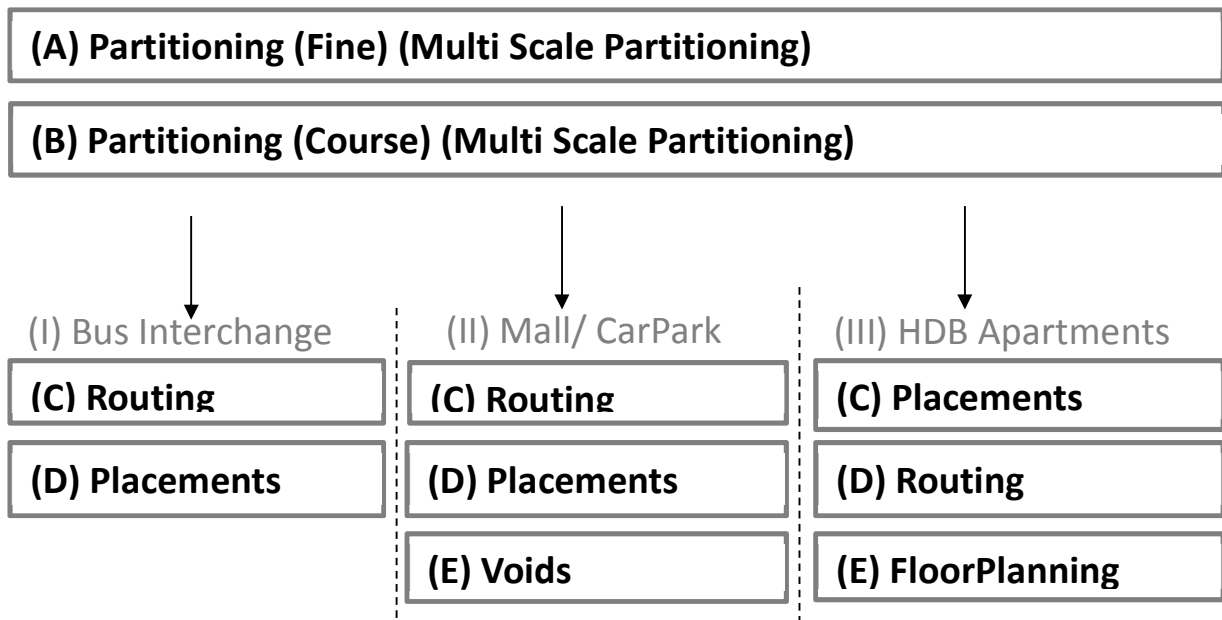 (A) Partitioning (Fine) (Multi Scale Partitioning)
(B) Partitioning (Course) (Multi Scale Partitioning)
(I) Bus Interchange
(C) Routing
(D) Placements
(II) Mall/ CarPark
(C) Routing
(D) Placements
(E) Voids
(III) HDB Apartments
(C) Placements
(D) Routing
(E) FloorPlanning